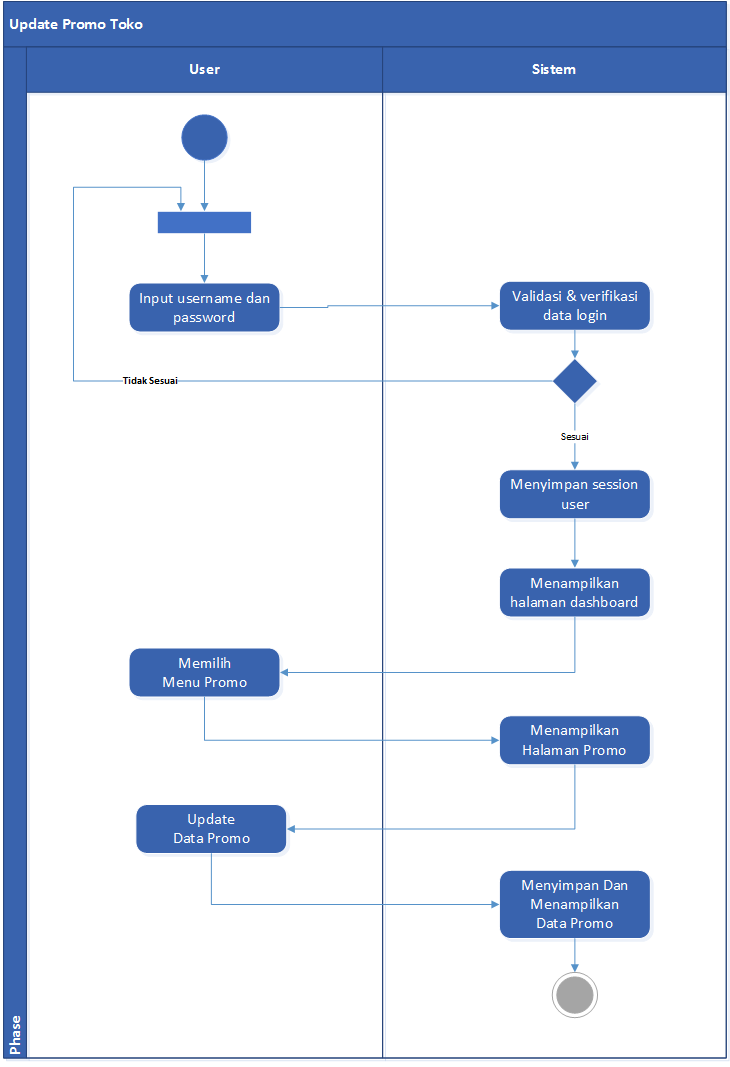 Update Promo Toko
User
Sistem
Input username dan
password
Validasi & verifikasi
data login
Tidak Sesuai
Sesuai
Menyimpan session
user
Menampilkan
halaman dashboard
Memilih
Menu Promo
Menampilkan
Halaman Promo
Update
Data Promo
Menyimpan Dan
Menampilkan
Data Promo
Phase